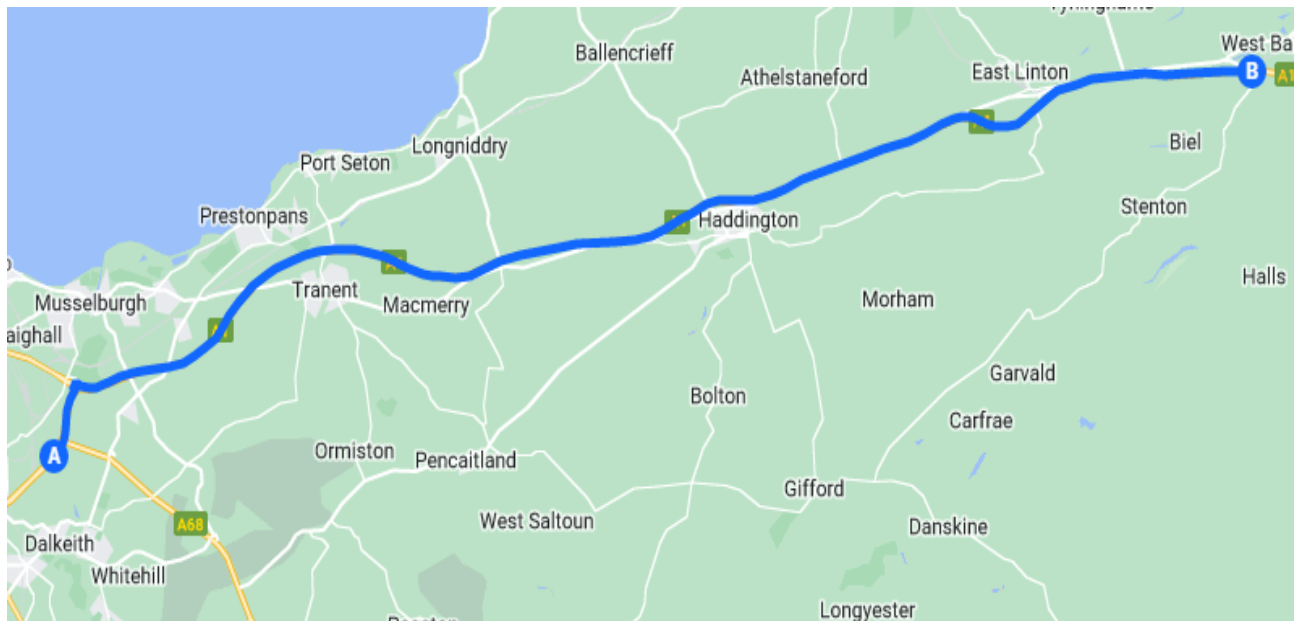 West Ba
Ballencrieff
East Linton
B
Athelstaneford
A1
Longniddry
Biel
Port Seton
Stenton
Prestonpans
Haddington
Halls
Tranent
Morham
Musselburgh
Macmerry
aighall
Garvald
Bolton
Carfrae
A
Ormiston
Pencaitland
Gifford
West Saltoun
A68
Danskine
Dalkeith
Whitehill
Longyester